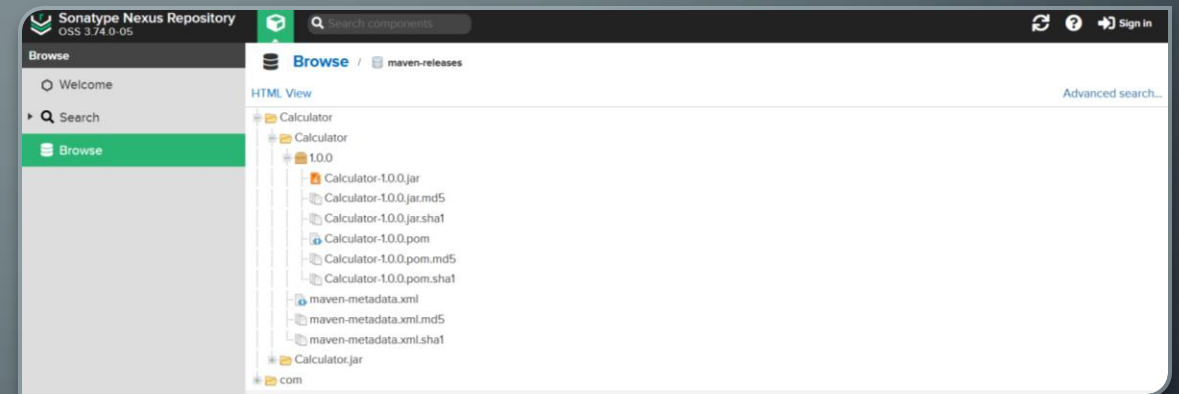 Sonatype Nexus Repository
OSS 3.74.0-05
Search components
Sign in
Browse
Browse / maven-releases
Welcome
HTML View
Advanced search...
Search
Browse
Calculator
Calculator
1.0.0
Calculator-1.0.0.jar
Calculator-1.0.0.jar.md5
Calculator-1.0.0.jar.sha1
Calculator-1.0.0.pom
Calculator-1.0.0.pom.md5
Calculator-1.0.0.pom.sha1
maven-metadata.xml
maven-metadata.xml.md5
maven-metadata.xml.sha1
Calculator.jar
com